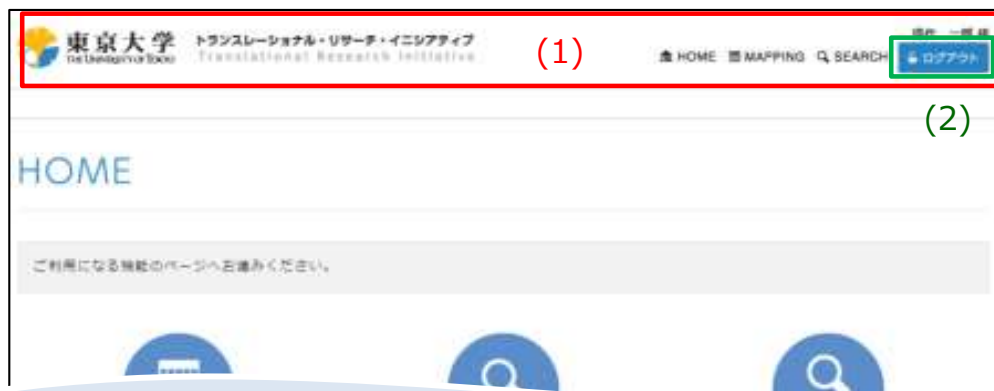 東京大学
The University of Tokyo
トランスレーショナル・リサーチ・イニシアティブ
Translational Research Initiative
(1)
HOME MAPPING SEARCH
ログアウト
(2)
HOME
ご利用になる機能のページへお進みください。